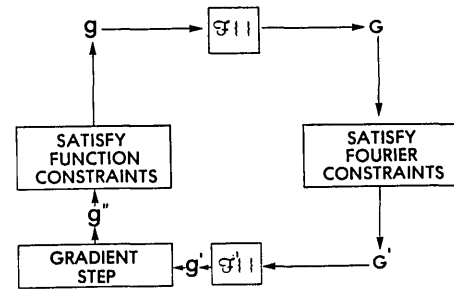 g ℱ{ } G
SATISFY
FUNCTION
CONSTRAINTS
SATISFY
FOURIER
CONSTRAINTS
g''
GRADIENT
STEP
g' G'